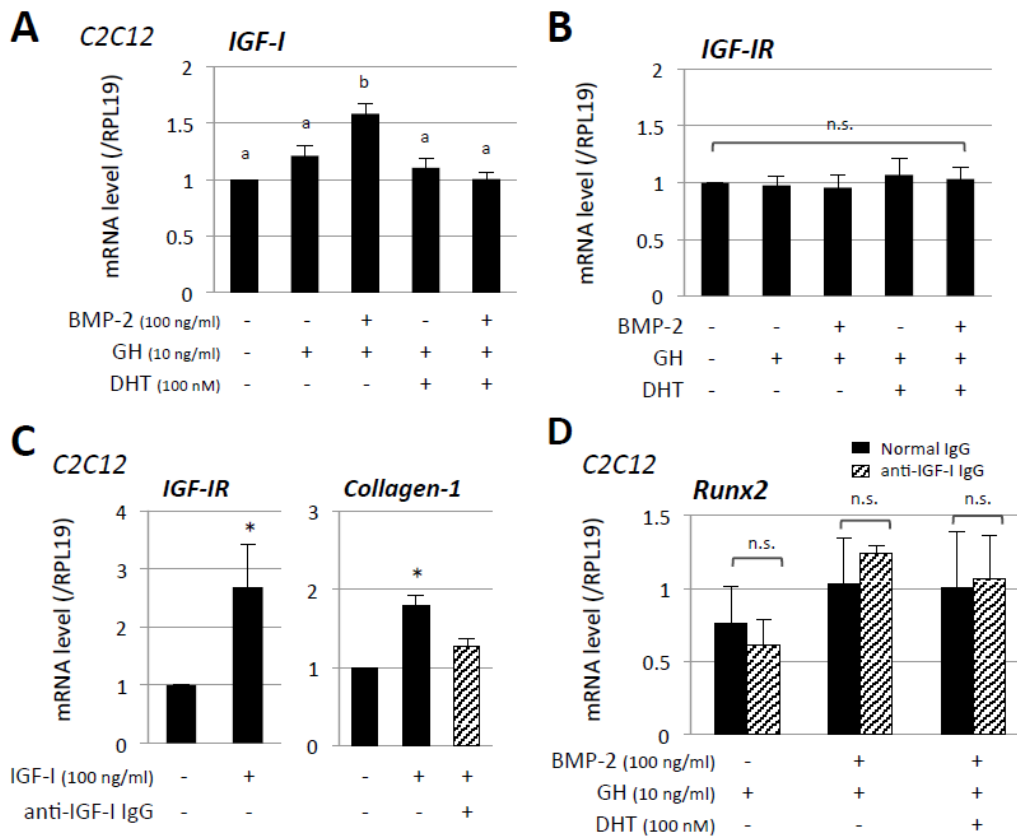 A
C2C12
IGF-I
mRNA level (/RPL19)
2
1.5
1
0.5
0
a
a
b
a
a
BMP-2 (100 ng/ml) - - + - +
GH (10 ng/ml) - + + + +
DHT (100 nM) - - - + +
B
IGF-IR
mRNA level (/RPL19)
2
1.5
1
0.5
0
n.s.
BMP-2 - - + - +
GH - + + + +
DHT - - - + +
C
C2C12
IGF-IR
mRNA level (/RPL19)
4
3
2
1
0
*
Collagen-1
3
2
1
0
*
IGF-I (100 ng/ml) - + - + +
anti-IGF-I IgG - - - - +
D
C2C12
Normal IgG
anti-IGF-I IgG
Runx2
mRNA level (/RPL19)
1.5
1
0.5
0
n.s.
n.s.
n.s.
BMP-2 (100 ng/ml) - + +
GH (10 ng/ml) + + +
DHT (100 nM) - - +